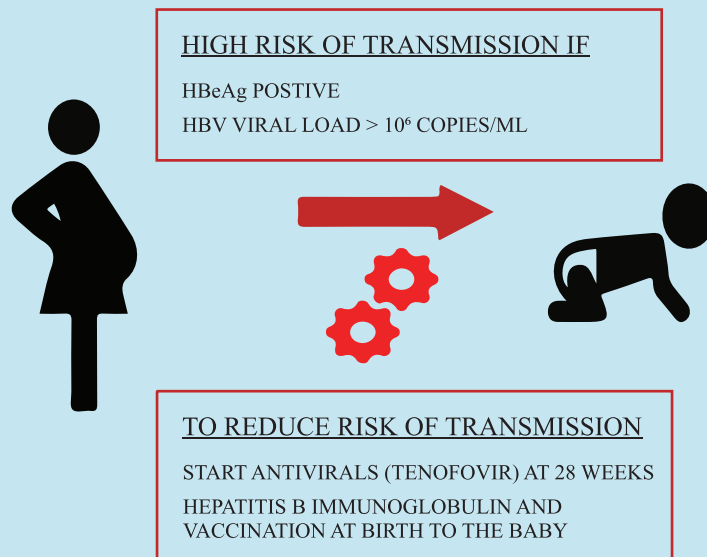 HIGH RISK OF TRANSMISSION IF
HBeAg POSTIVE
HBV VIRAL LOAD > 10⁶ COPIES/ML
TO REDUCE RISK OF TRANSMISSION
START ANTIVIRALS (TENOFOVIR) AT 28 WEEKS
HEPATITIS B IMMUNOGLOBULIN AND
VACCINATION AT BIRTH TO THE BABY